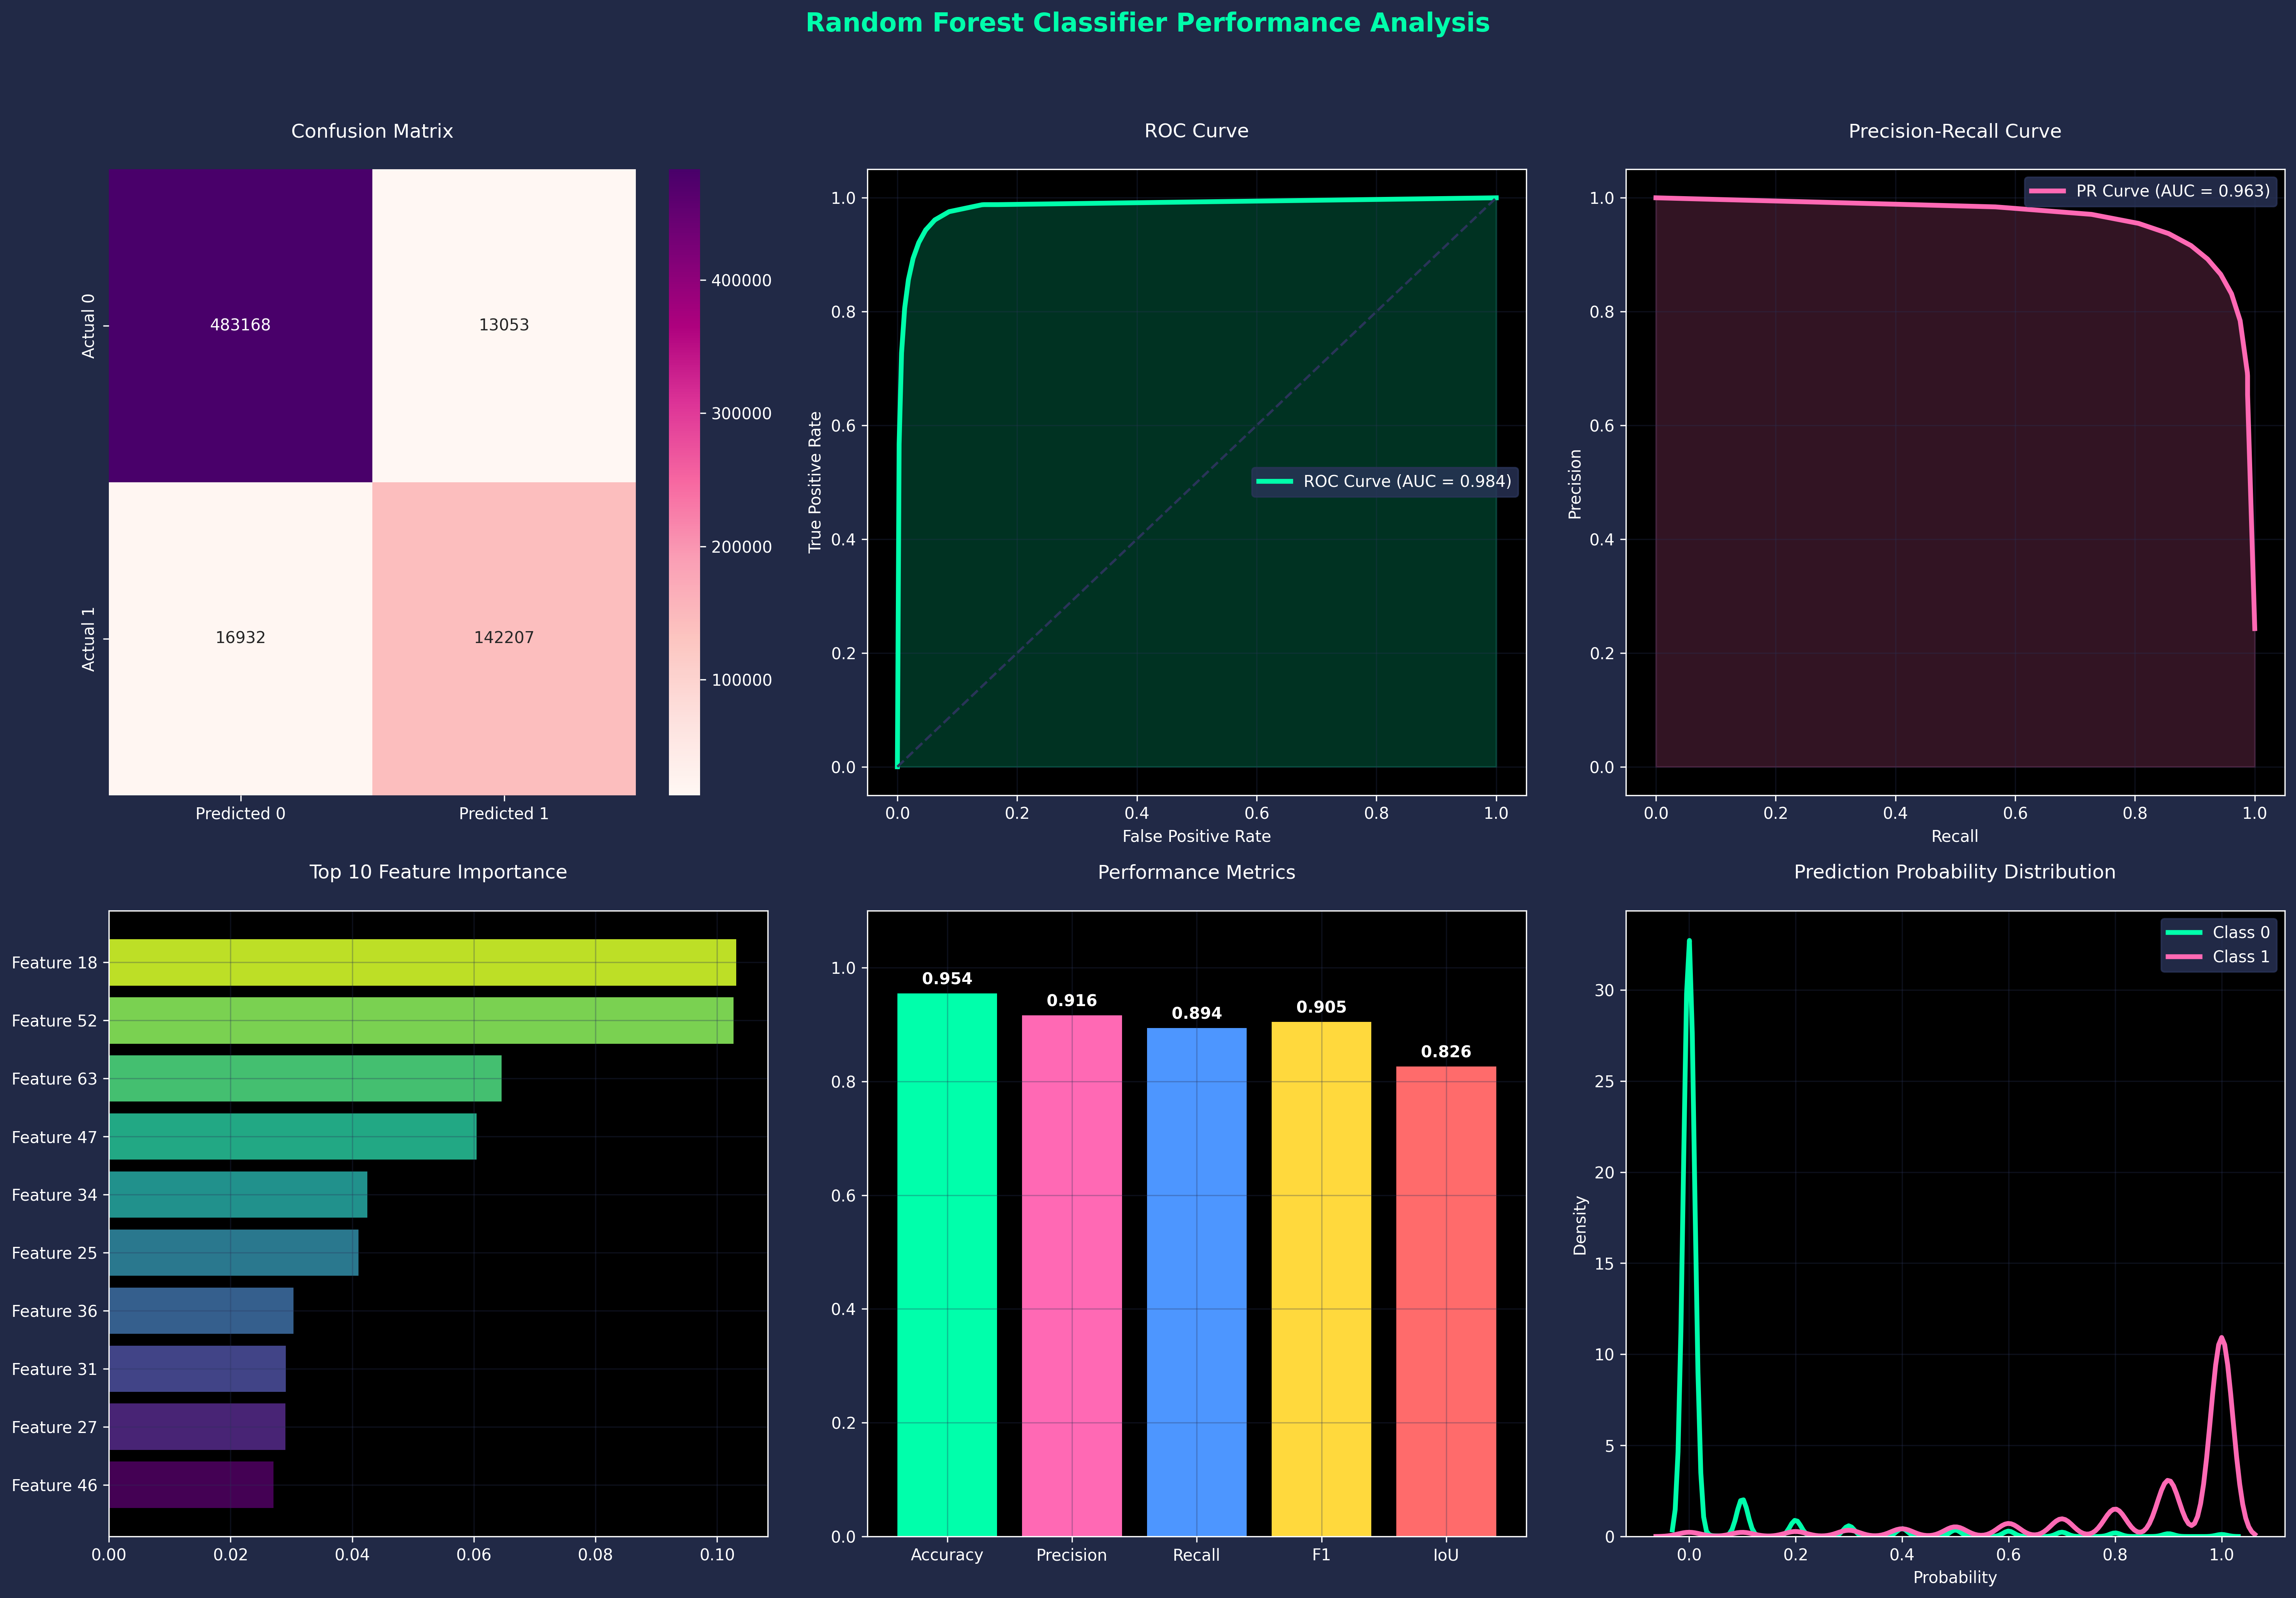 Random Forest Classifier Performance Analysis
Confusion Matrix
Actual 0
Actual 1
483168
13053
16932
142207
Predicted 0
Predicted 1
400000
300000
200000
100000
ROC Curve
True Positive Rate
1.0
0.8
0.6
0.4
0.2
0.0
ROC Curve (AUC = 0.984)
0.0 0.2 0.4 0.6 0.8 1.0
False Positive Rate
Precision-Recall Curve
Precision
1.0
0.8
0.6
0.4
0.2
0.0
PR Curve (AUC = 0.963)
0.0 0.2 0.4 0.6 0.8 1.0
Recall
Top 10 Feature Importance
Feature 18
Feature 52
Feature 63
Feature 47
Feature 34
Feature 25
Feature 36
Feature 31
Feature 27
Feature 46
0.00 0.02 0.04 0.06 0.08 0.10
Performance Metrics
1.0
0.8
0.6
0.4
0.2
0.0
0.954
0.916
0.894
0.905
0.826
Accuracy Precision Recall F1 IoU
Prediction Probability Distribution
Density
30
25
20
15
10
5
0
Class 0
Class 1
0.0 0.2 0.4 0.6 0.8 1.0
Probability